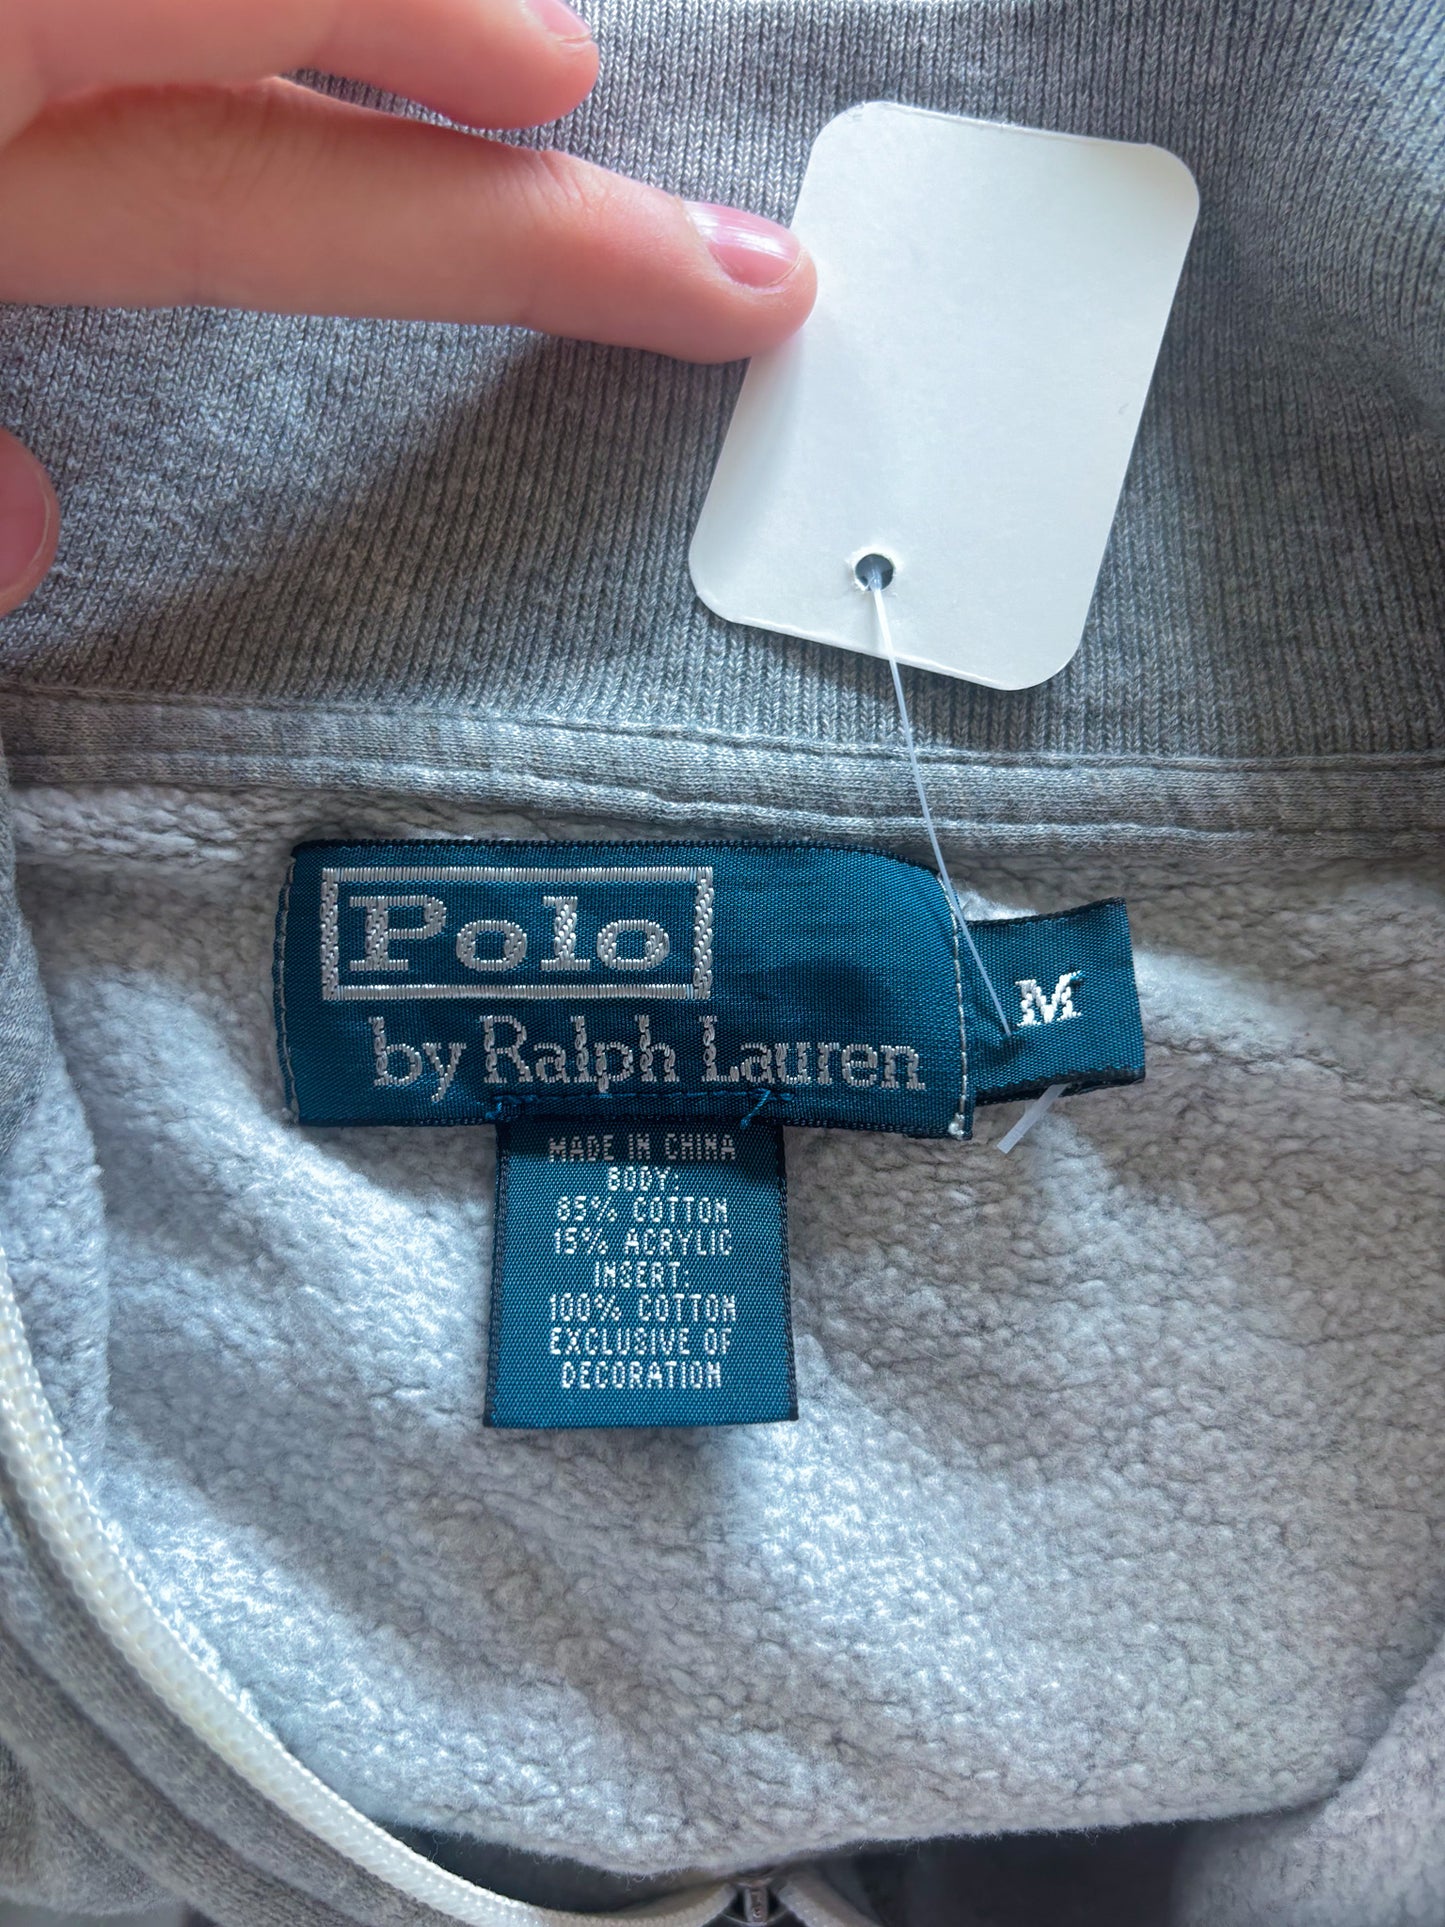 Polo
by Ralph Lauren
M
MADE IN CHINA
BODY:
85% COTTON
15% ACRYLIC
INSERT:
100% COTTON
EXCLUSIVE OF
DECORATION